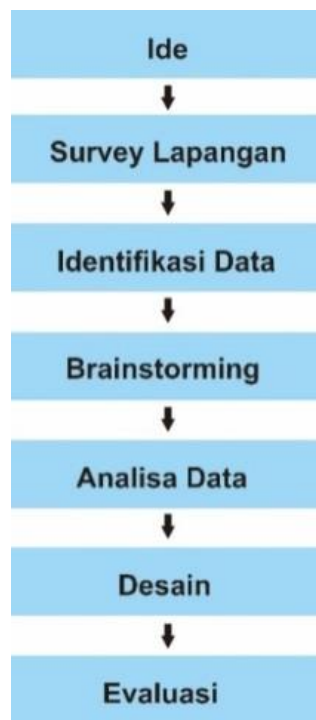 Ide
Survey Lapangan
Identifikasi Data
Brainstorming
Analisa Data
Desain
Evaluasi